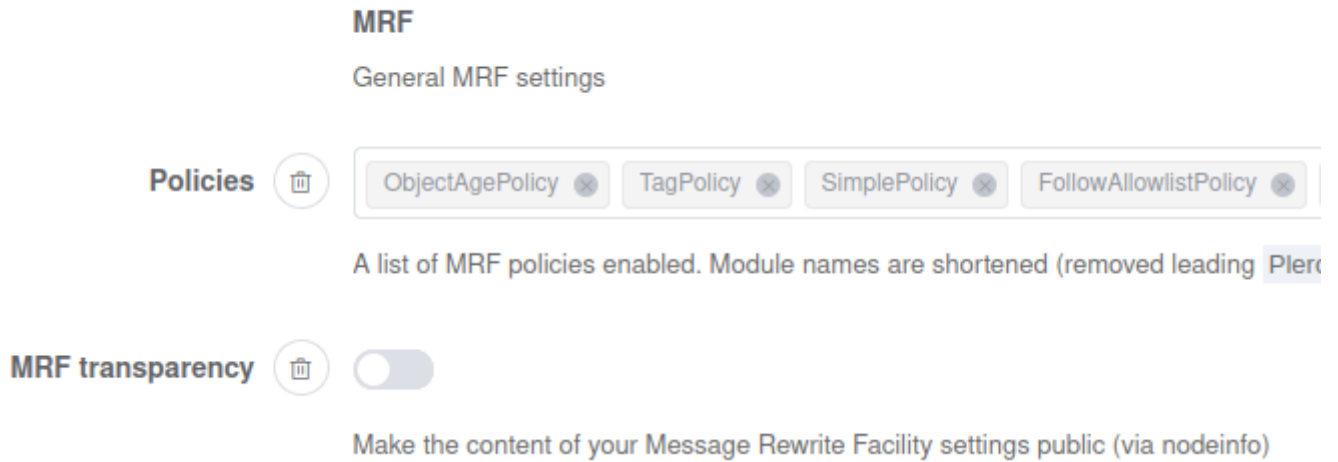 MRF
General MRF settings
Policies ObjectAgePolicy TagPolicy SimplePolicy FollowAllowlistPolicy
A list of MRF policies enabled. Module names are shortened (removed leading
MRF transparency
Make the content of your Message Rewrite Facility settings public (via nodeinfo)